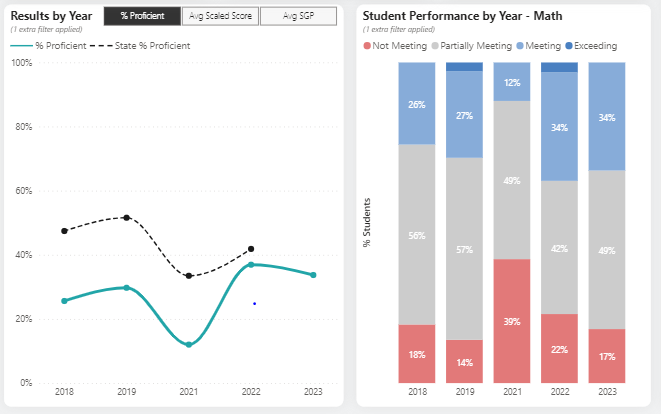 Results by Year
% Proficient
Avg Scaled Score
Avg SGP
(1 extra filter applied)
% Proficient
State % Proficient
100%
80%
60%
40%
20%
0%
2018
2019
2021
2022
2023
Student Performance by Year - Math
(1 extra filter applied)
Not Meeting
Partially Meeting
Meeting
Exceeding
% Students
26%
56%
18%
27%
57%
14%
12%
49%
39%
34%
42%
22%
34%
49%
17%
2018
2019
2021
2022
2023